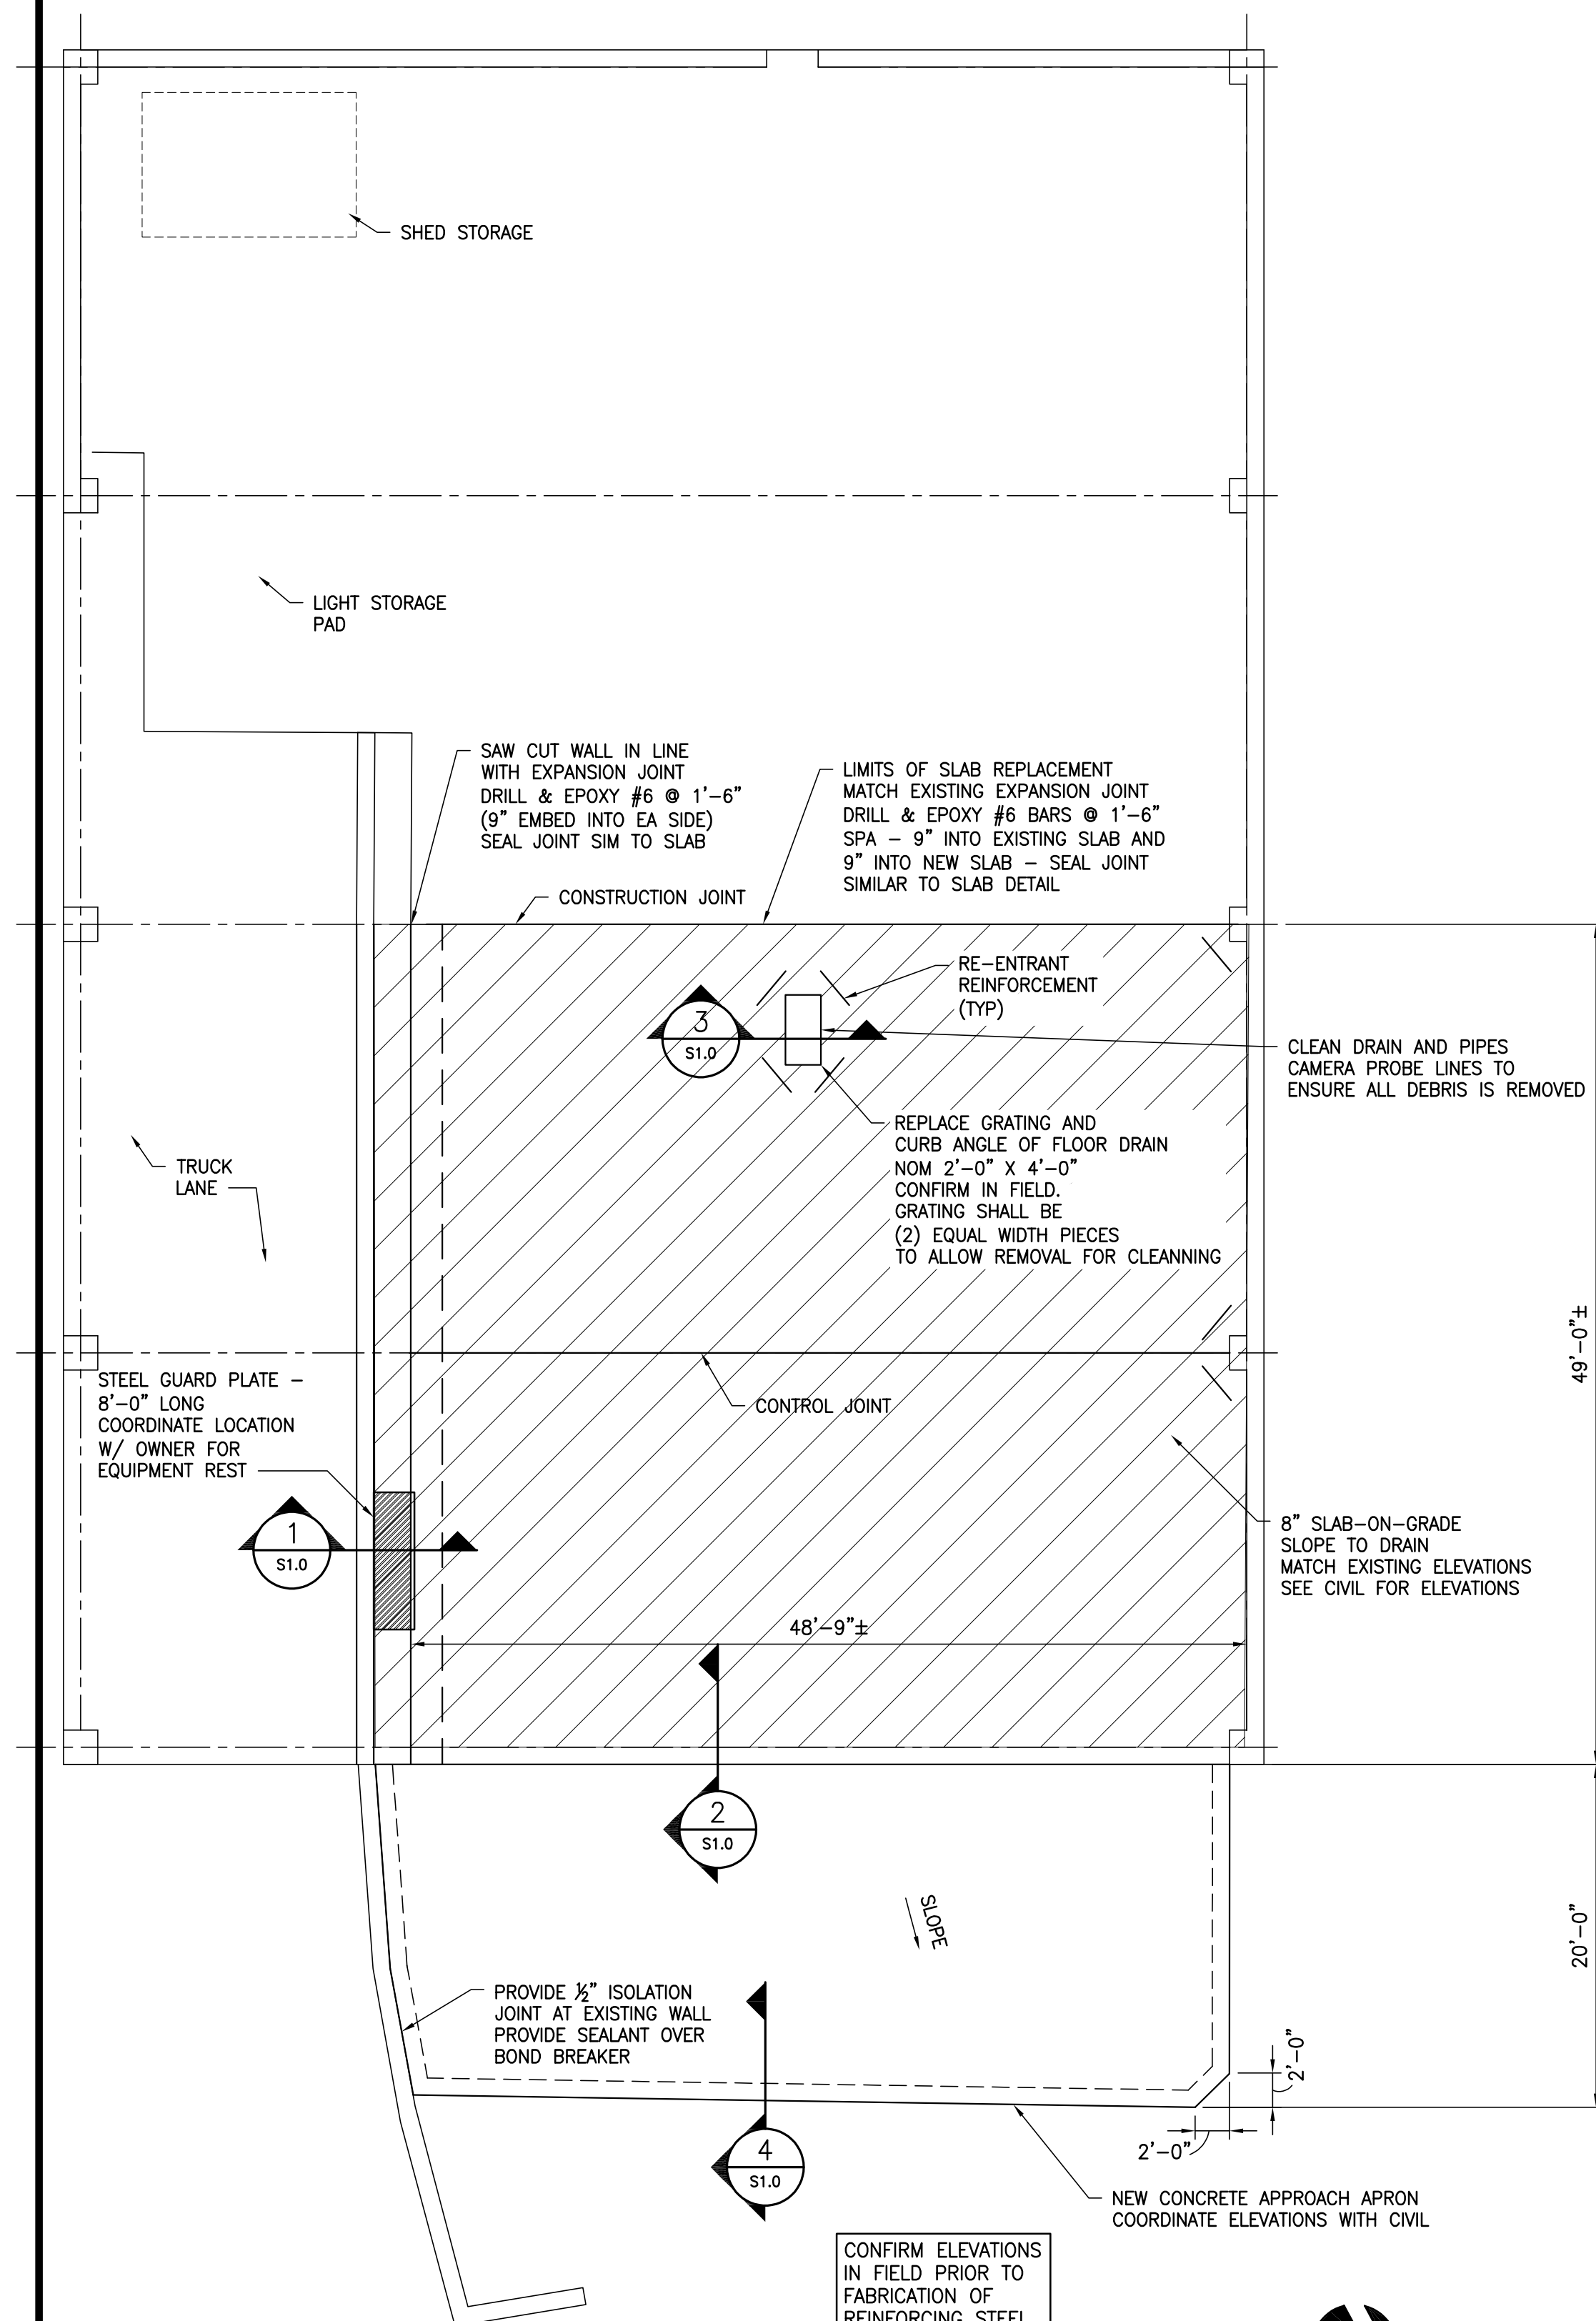 SHED STORAGE
LIGHT STORAGE
PAD
SAW CUT WALL IN LINE
WITH EXPANSION JOINT
DRILL & EPOXY #6 @ 1'-6"
(9" EMBED INTO EA SIDE)
SEAL JOINT SIM TO SLAB
LIMITS OF SLAB REPLACEMENT
MATCH EXISTING EXPANSION JOINT
DRILL & EPOXY #6 BARS @ 1'-6"
SPA - 9" INTO EXISTING SLAB AND
9" INTO NEW SLAB - SEAL JOINT
SIMILAR TO SLAB DETAIL
CONSTRUCTION JOINT
RE-ENTRANT
REINFORCEMENT
(TYP)
3
S1.0
CLEAN DRAIN AND PIPES
CAMERA PROBE LINES TO
ENSURE ALL DEBRIS IS REMOVED
REPLACE GRATING AND
CURB ANGLE OF FLOOR DRAIN
NOM 2'-0" X 4'-0"
CONFIRM IN FIELD.
GRATING SHALL BE
(2) EQUAL WIDTH PIECES
TO ALLOW REMOVAL FOR CLEANNING
TRUCK
LANE
49'-0"±
STEEL GUARD PLATE -
8'-0" LONG
COORDINATE LOCATION
W/ OWNER FOR
EQUIPMENT REST
CONTROL JOINT
1
S1.0
8" SLAB-ON-GRADE
SLOPE TO DRAIN
MATCH EXISTING ELEVATIONS
SEE CIVIL FOR ELEVATIONS
48'-9"±
2
S1.0
SLOPE
20'-0"
PROVIDE ½" ISOLATION
JOINT AT EXISTING WALL
PROVIDE SEALANT OVER
BOND BREAKER
2'-0"
2'-0"
4
S1.0
NEW CONCRETE APPROACH APRON
COORDINATE ELEVATIONS WITH CIVIL
CONFIRM ELEVATIONS
IN FIELD PRIOR TO
FABRICATION OF
REINFORCING STEEL